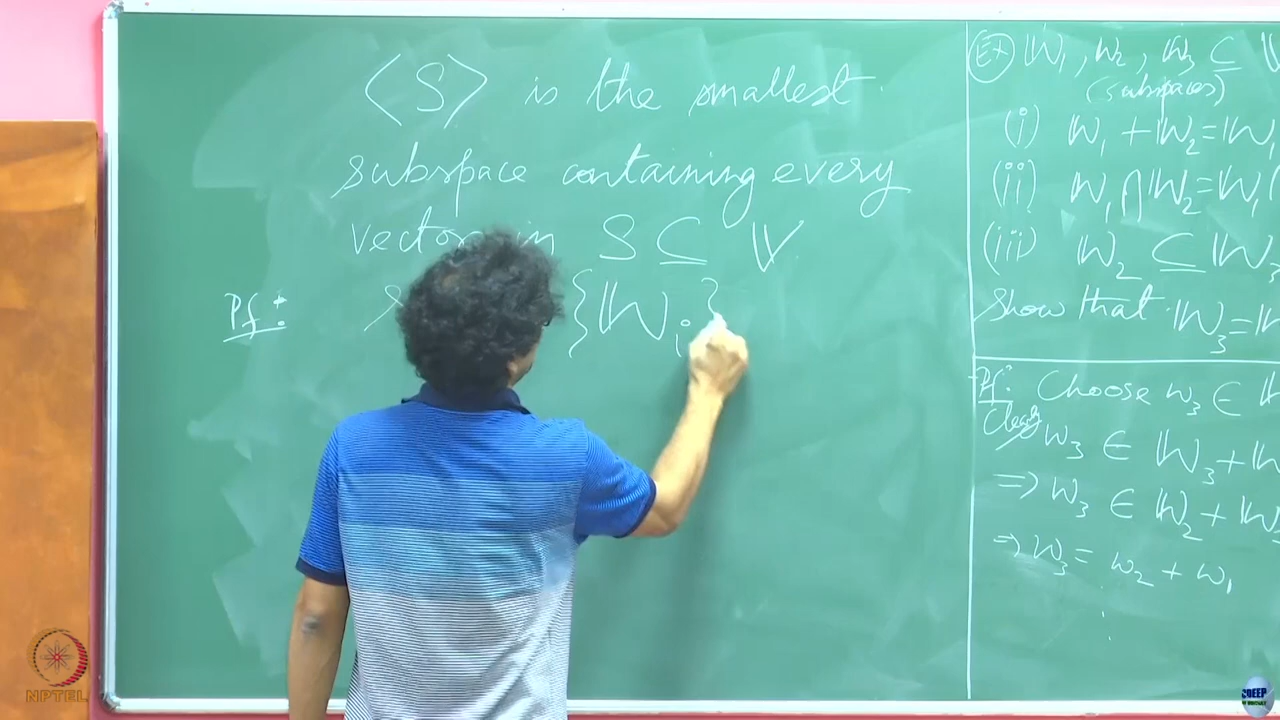 ⟨S⟩ is the smallest
subspace containing every
vector in S ⊆ V
Pf: {W_i}
Ex W₁, W₂, W₃ ⊆ V
(subspaces)
(i) W₁ + W₂ = W₁
(ii) W₁ ∩ W₂ = W₁
(iii) W₂ ⊆ W₃
Show that W₃ =
Pf: Choose w₃ ∈
Clearly w₃ ∈ W₃ +
⇒ w₃ ∈ W₂ +
⇒ w₃ = w₂ + w₁
NPTEL